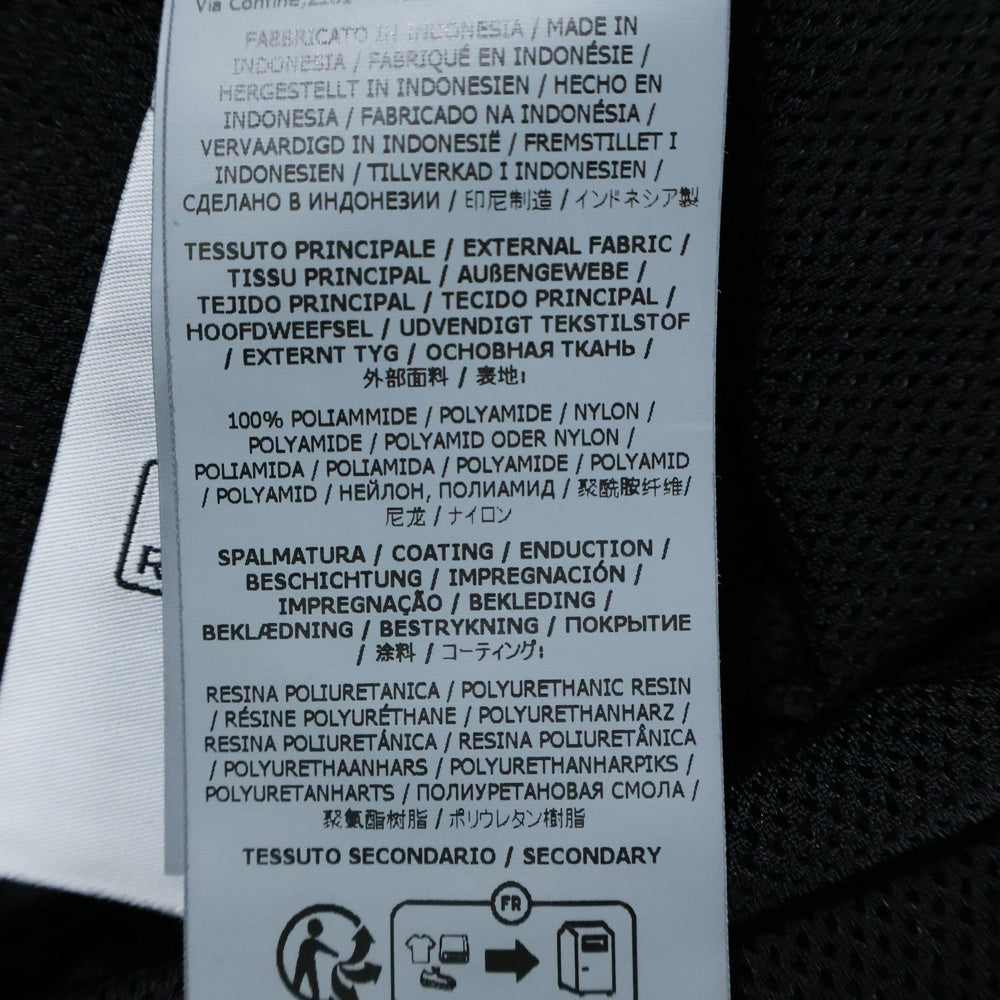 Via Confine,2161
FABBRICATO IN INDONESIA / MADE IN
INDONESIA / FABRIQUÉ EN INDONÉSIE /
HERGESTELLT IN INDONESIEN / HECHO EN
INDONESIA / FABRICADO NA INDONÉSIA /
VERVAARDIGD IN INDONESIË / FREMSTILLET I
INDONESIEN / TILLVERKAD I INDONESIEN /
СДЕЛАНО В ИНДОНЕЗИИ / 印尼制造 / インドネシア製
TESSUTO PRINCIPALE / EXTERNAL FABRIC /
TISSU PRINCIPAL / AUßENGEWEBE /
TEJIDO PRINCIPAL / TECIDO PRINCIPAL /
HOOFDWEEFSEL / UDVENDIGT TEKSTILSTOF
/ EXTERNT TYG / ОСНОВНАЯ ТКАНЬ /
外部面料 / 表地:
100% POLIAMMIDE / POLYAMIDE / NYLON /
POLYAMIDE / POLYAMID ODER NYLON /
POLIAMIDA / POLIAMIDA / POLYAMIDE / POLYAMID
/ POLYAMID / НЕЙЛОН, ПОЛИАМИД / 聚酰胺纤维/
尼龙 / ナイロン
SPALMATURA / COATING / ENDUCTION /
BESCHICHTUNG / IMPREGNACIÓN /
IMPREGNAÇÃO / BEKLEDING /
BEKLÆDNING / BESTRYKNING / ПОКРЫТИЕ
/ 涂料 / コーティング:
RESINA POLIURETANICA / POLYURETHANIC RESIN
/ RÉSINE POLYURÉTHANE / POLYURETHANHARZ /
RESINA POLIURETÁNICA / RESINA POLIURETÂNICA
/ POLYURETHAANHARS / POLYURETHANHARPIKS /
POLYURETANHARTS / ПОЛИУРЕТАНОВАЯ СМОЛА /
聚氨酯树脂 / ポリウレタン樹脂
TESSUTO SECONDARIO / SECONDARY
FR
R